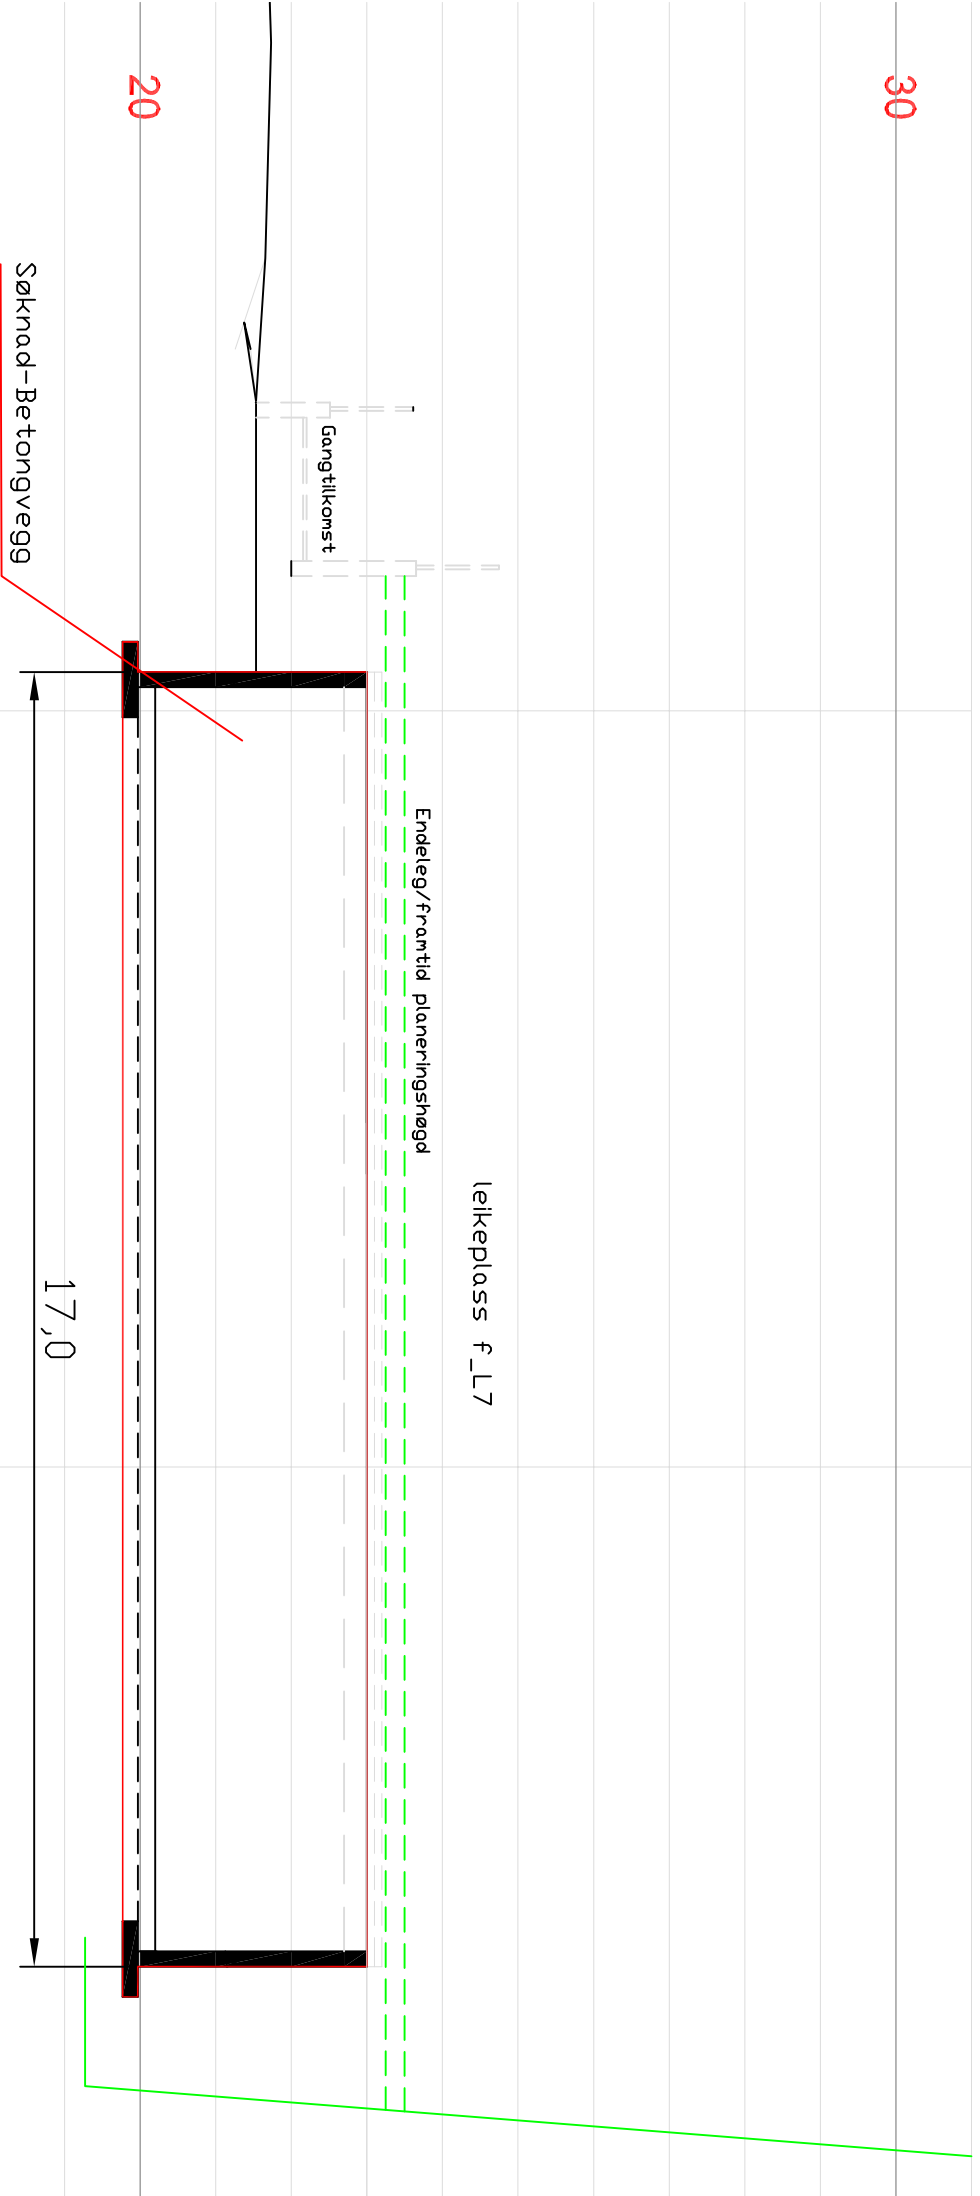 30
20
leikeplass f_L7
Endeleg/framtid planeringshøgd
Gangtilkomst
17,0
Søknad-Betongvegg